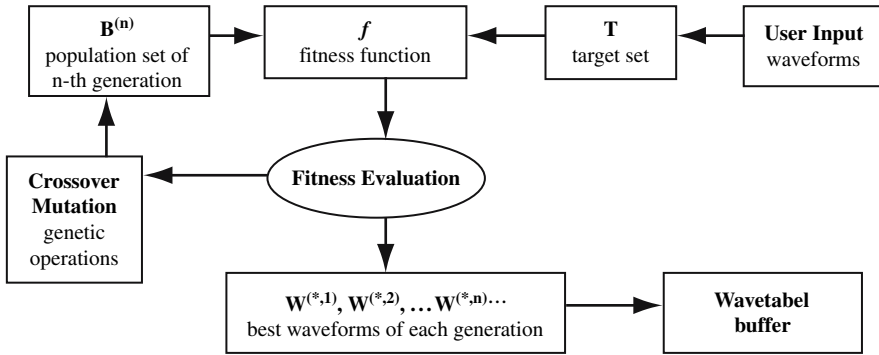 B(n)
population set of
n-th generation
f
fitness function
T
target set
User Input
waveforms
Crossover
Mutation
genetic
operations
Fitness Evaluation
W(*,1), W(*,2), ... W(*,n)...
best waveforms of each generation
Wavetabel
buffer